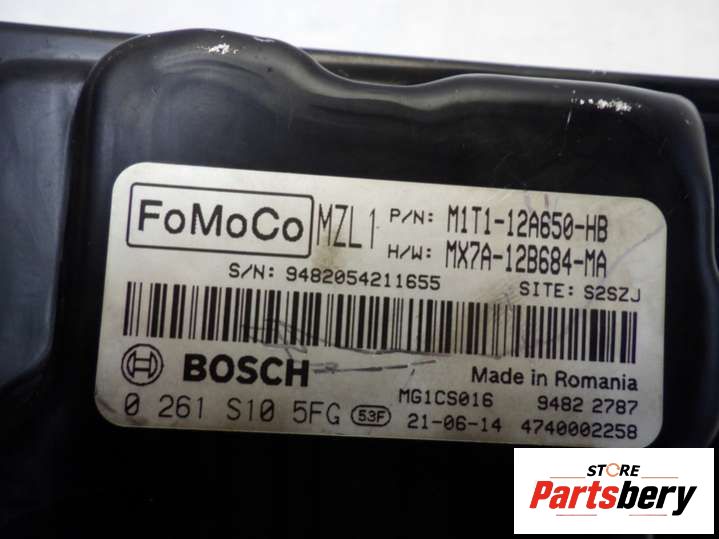 FoMoCo MZL1 P/N: M1T1-12A650-HB
H/W: MX7A-12B684-MA
S/N: 9482054211655 SITE: S2SZJ
BOSCH Made in Romania
MG1CS016 9482 2787
0 261 S10 5FG 53F 21-06-14 4740002258
STORE
Partsbery